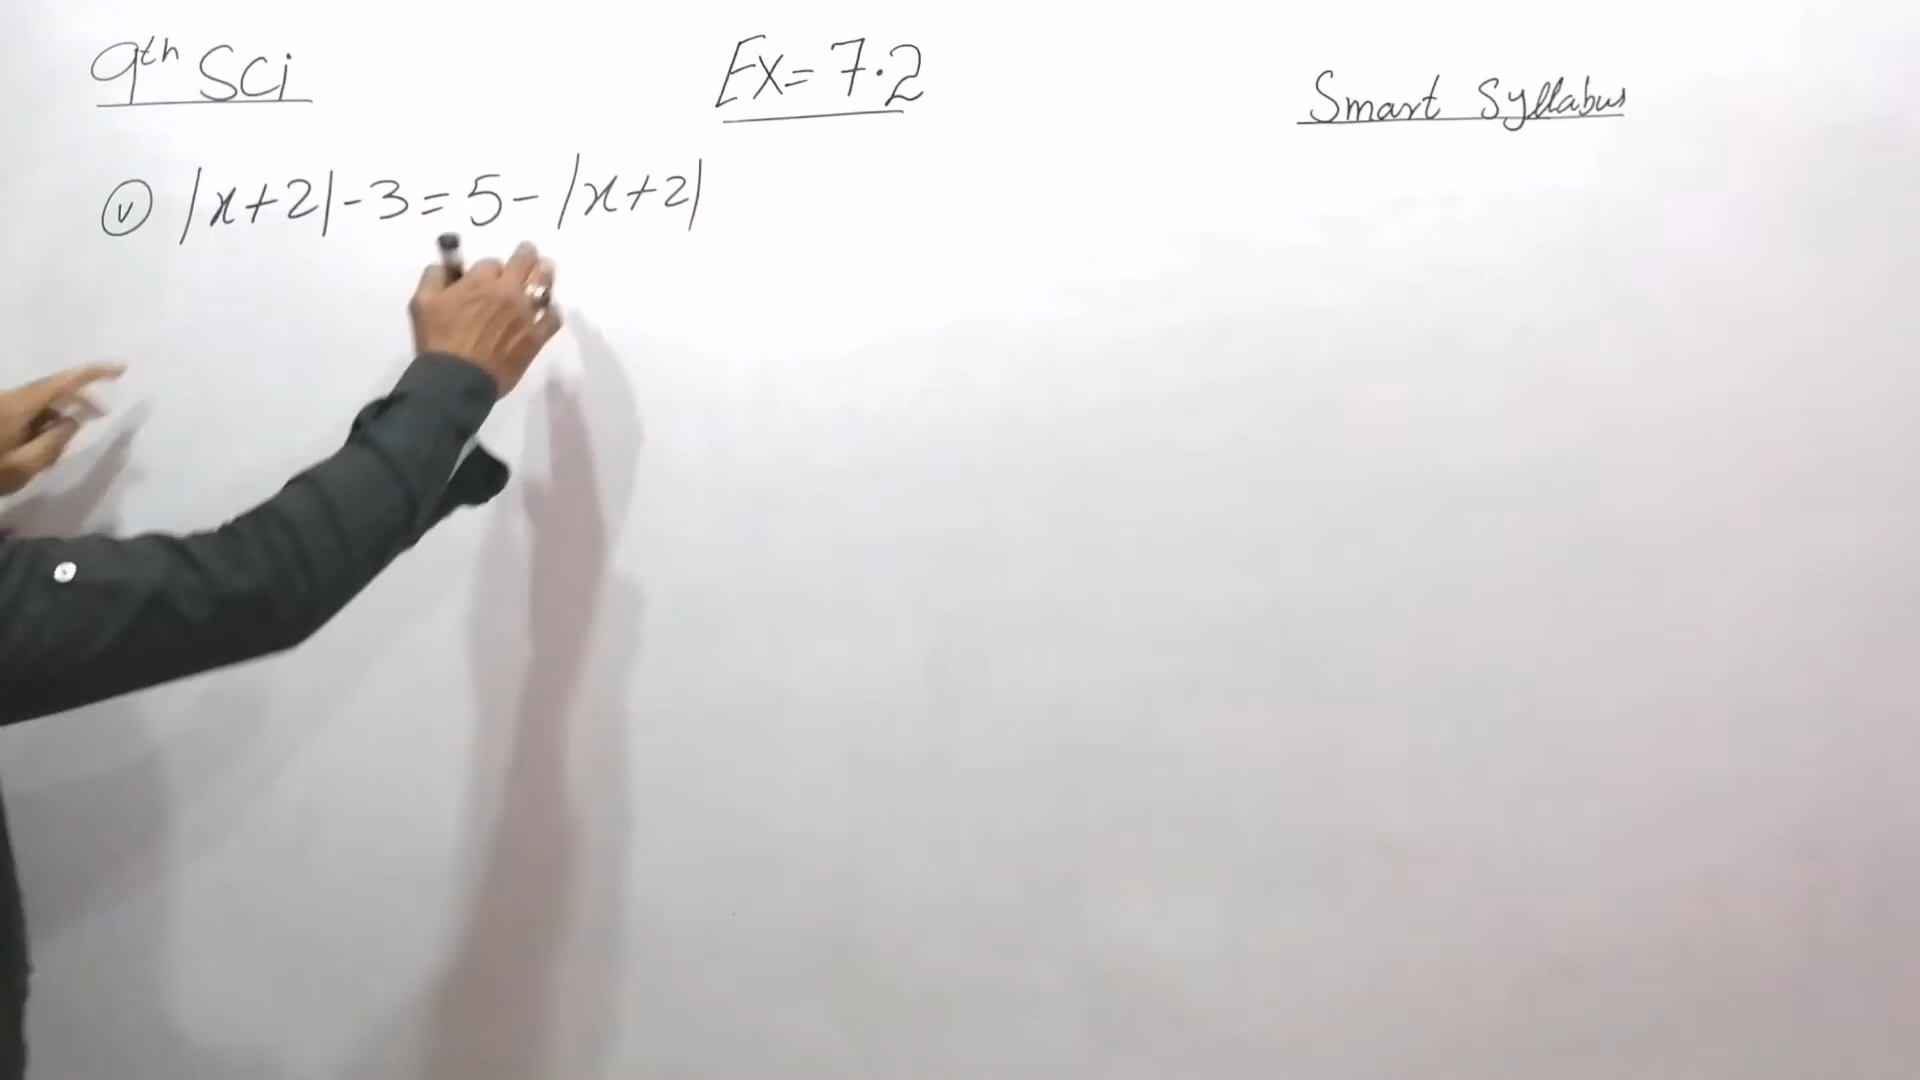 9th Sci
Ex = 7.2
Smart Syllabus
(v) |x+2|-3=5-|x+2|